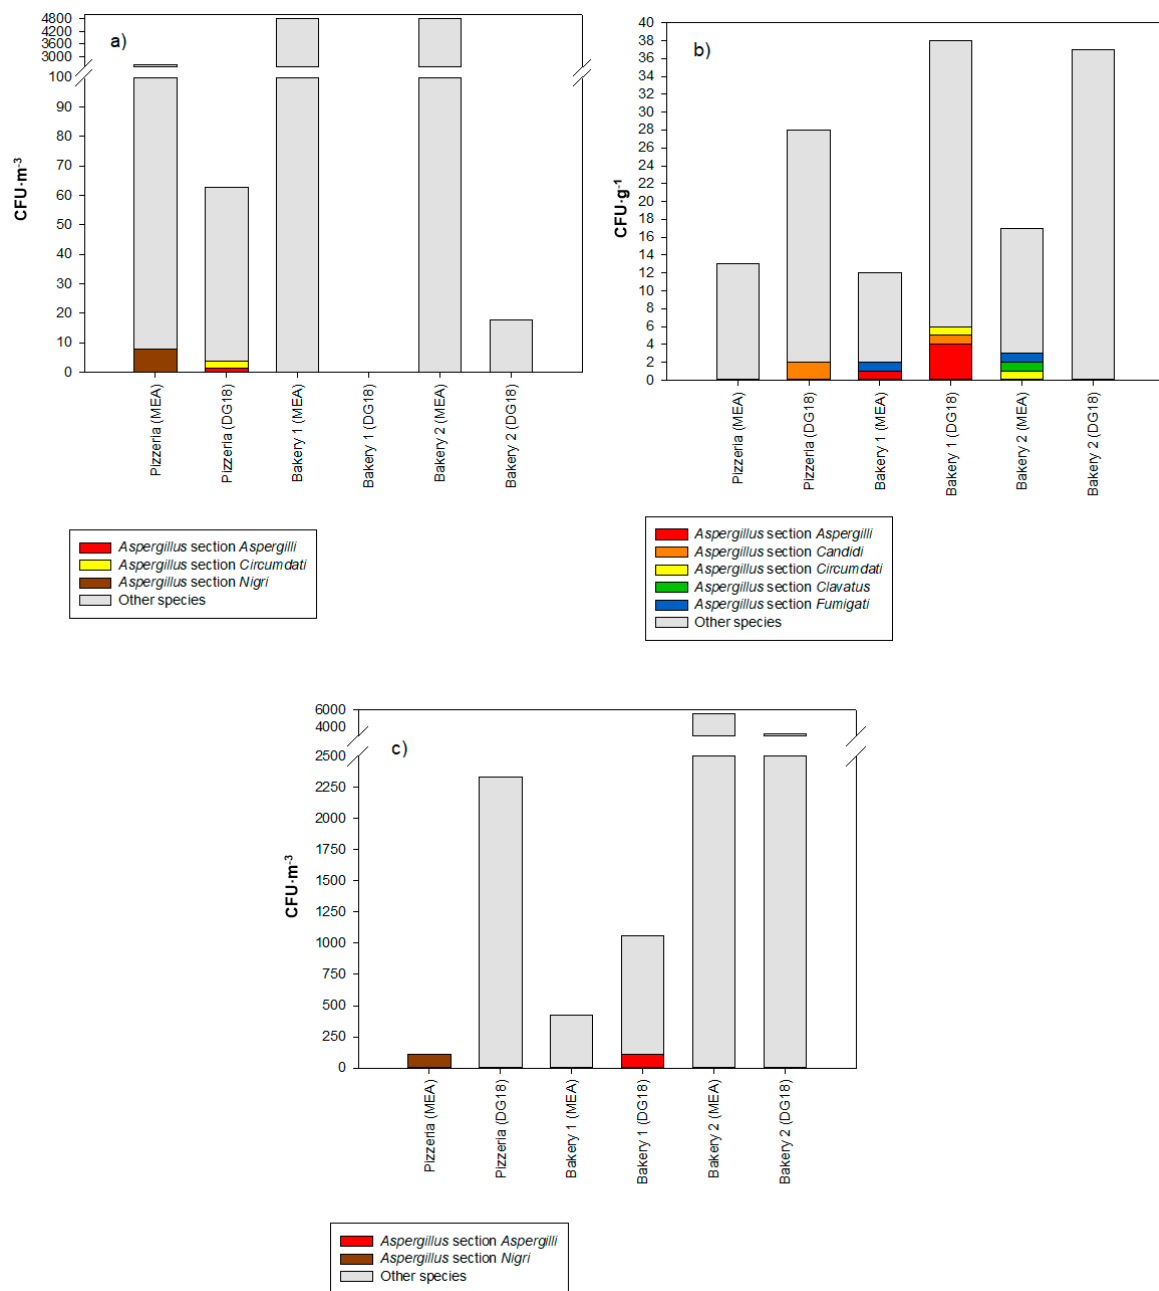 a)
4800
4200
3600
3000
100
90
80
70
60
50
40
30
20
10
0
CFU·m-3
Pizzeria (MEA)
Pizzeria (DG18)
Bakery 1 (MEA)
Bakery 1 (DG18)
Bakery 2 (MEA)
Bakery 2 (DG18)
Aspergillus section Aspergilli
Aspergillus section Circumdati
Aspergillus section Nigri
Other species
b)
40
38
36
34
32
30
28
26
24
22
20
18
16
14
12
10
8
6
4
2
0
CFU·g-1
Pizzeria (MEA)
Pizzeria (DG18)
Bakery 1 (MEA)
Bakery 1 (DG18)
Bakery 2 (MEA)
Bakery 2 (DG18)
Aspergillus section Aspergilli
Aspergillus section Candidi
Aspergillus section Circumdati
Aspergillus section Clavatus
Aspergillus section Fumigati
Other species
c)
6000
4000
2500
2250
2000
1750
1500
1250
1000
750
500
250
0
CFU·m-3
Pizzeria (MEA)
Pizzeria (DG18)
Bakery 1 (MEA)
Bakery 1 (DG18)
Bakery 2 (MEA)
Bakery 2 (DG18)
Aspergillus section Aspergilli
Aspergillus section Nigri
Other species